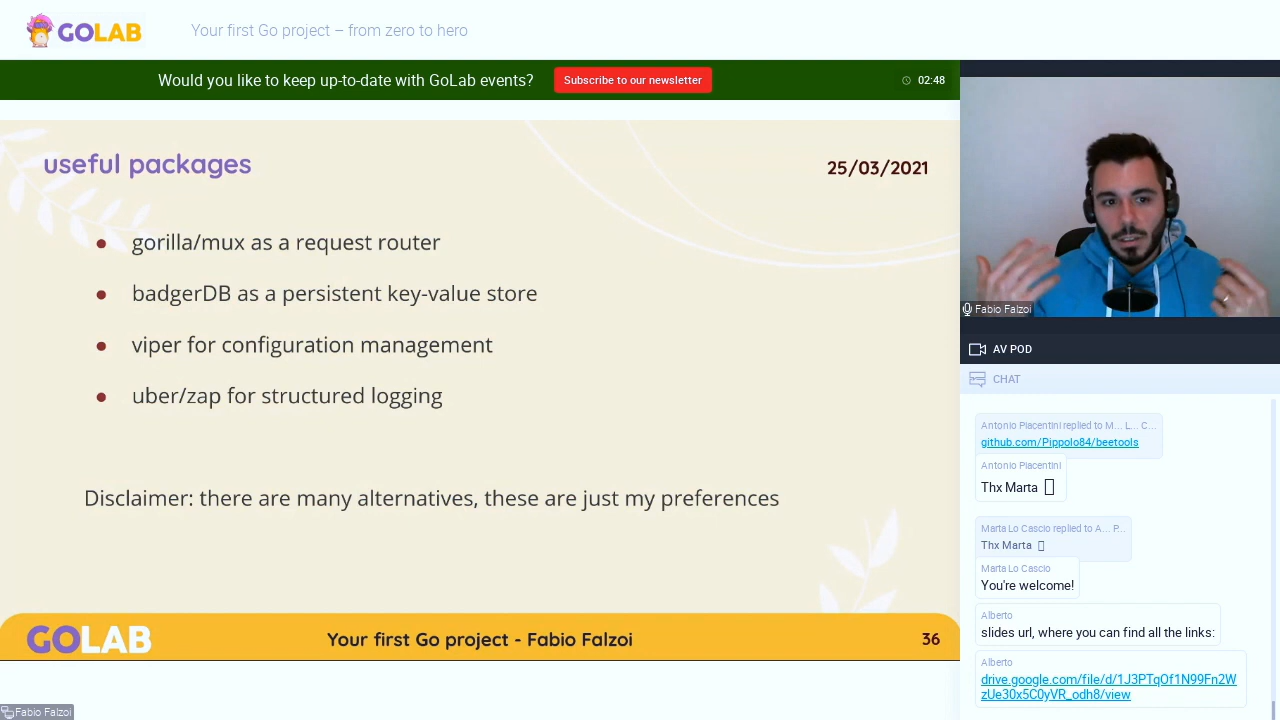 GOLAB
Your first Go project – from zero to hero
Would you like to keep up-to-date with GoLab events?
Subscribe to our newsletter
02:48
useful packages
25/03/2021
gorilla/mux as a request router
badgerDB as a persistent key-value store
viper for configuration management
uber/zap for structured logging
Disclaimer: there are many alternatives, these are just my preferences
GOLAB
Your first Go project - Fabio Falzoi
36
Fabio Falzoi
Fabio Falzoi
AV POD
CHAT
Antonio Piacentini replied to M... L... C...
github.com/Pippolo84/beetools
Antonio Piacentini
Thx Marta
Marta Lo Cascio replied to A... P...
Thx Marta
Marta Lo Cascio
You're welcome!
Alberto
slides url, where you can find all the links:
Alberto
drive.google.com/file/d/1J3PTqOf1N99Fn2W
zUe30x5C0yVR_odh8/view